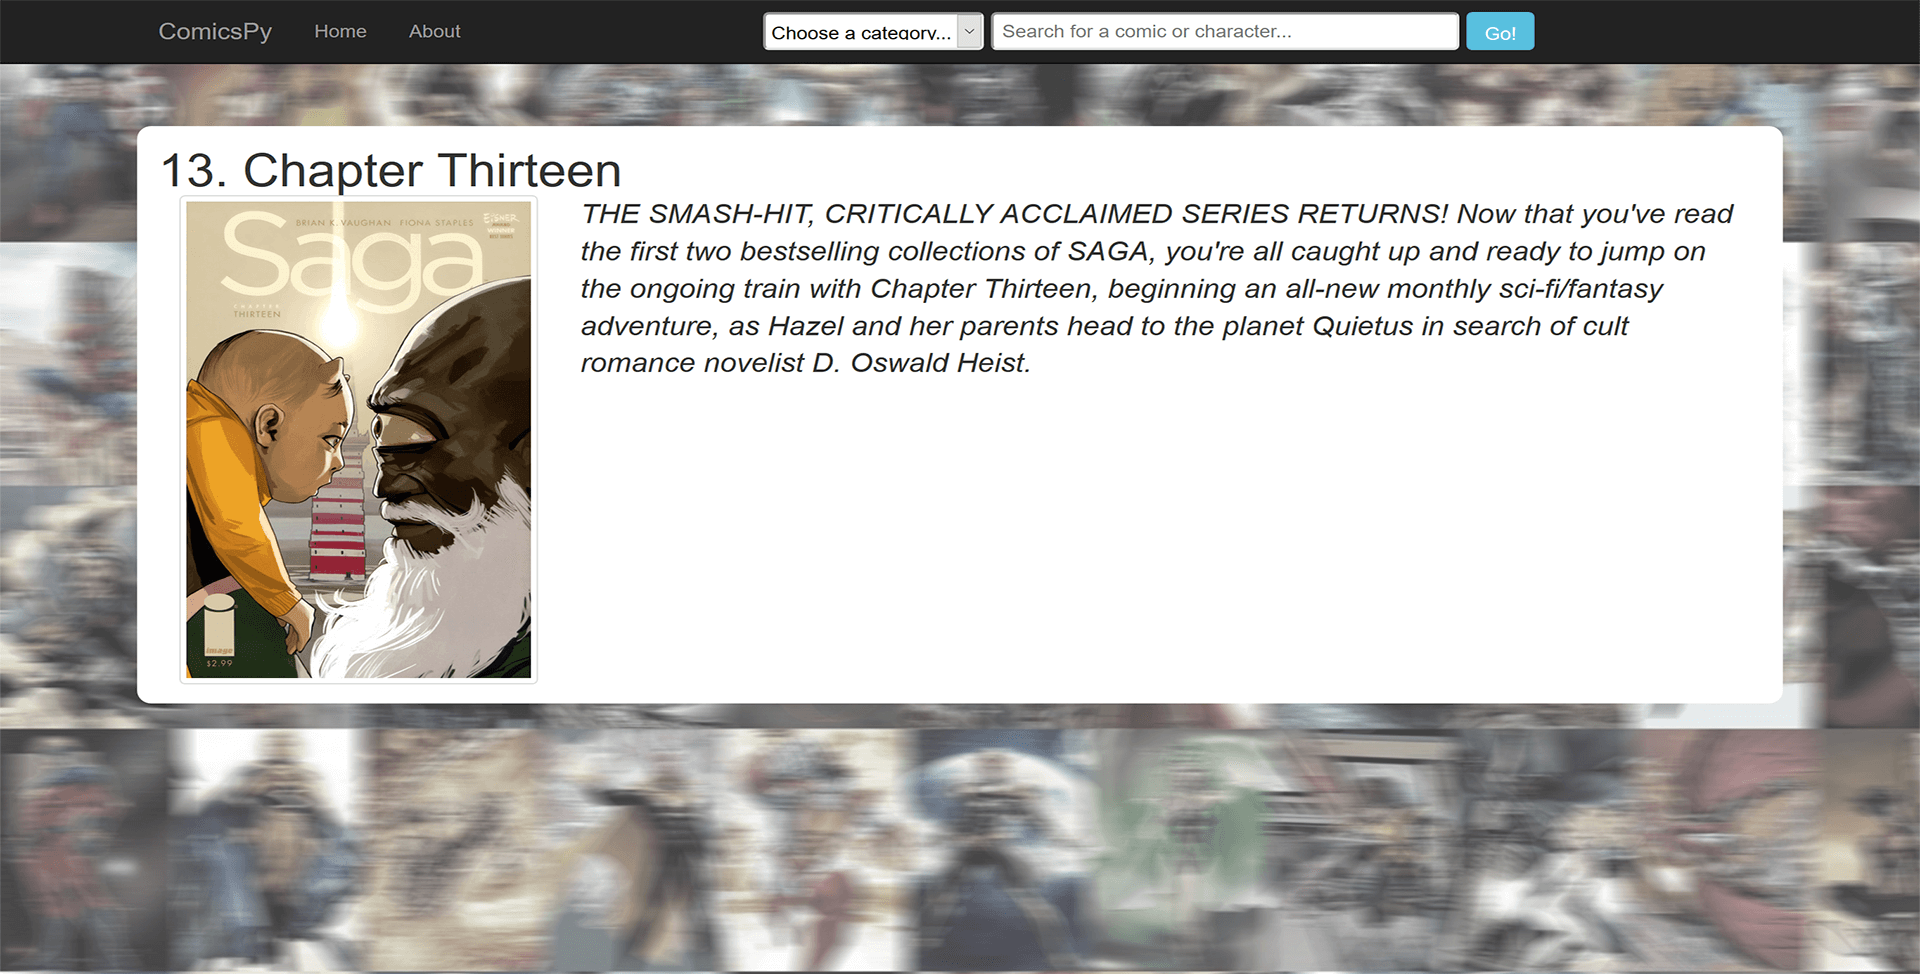 ComicsPy Home About Choose a category... Search for a comic or character... Go!
13. Chapter Thirteen
BRIAN K. VAUGHAN FIONA STAPLES
EISNER
WINNER
Saga
CHAPTER
THIRTEEN
image
$2.99
THE SMASH-HIT, CRITICALLY ACCLAIMED SERIES RETURNS! Now that you've read
the first two bestselling collections of SAGA, you're all caught up and ready to jump on
the ongoing train with Chapter Thirteen, beginning an all-new monthly sci-fi/fantasy
adventure, as Hazel and her parents head to the planet Quietus in search of cult
romance novelist D. Oswald Heist.